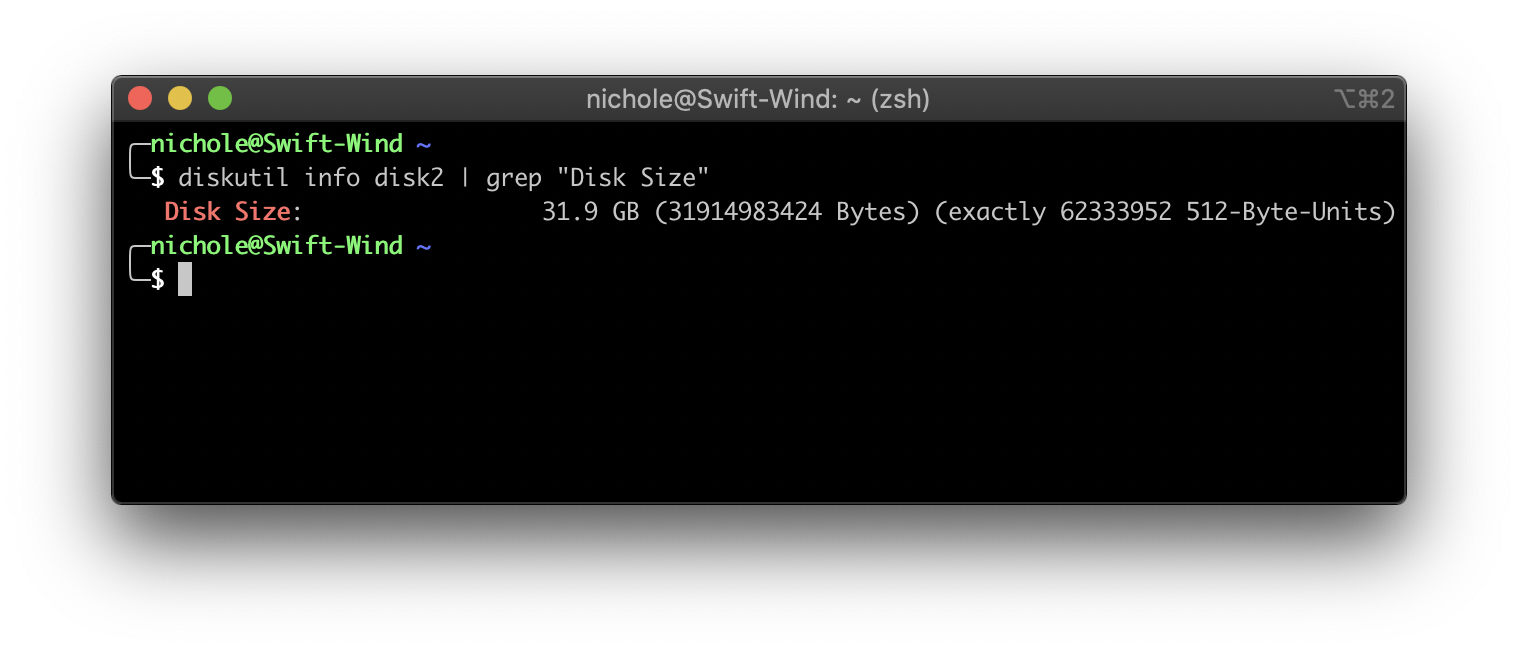 nichole@Swift-Wind: ~ (zsh) ⌥⌘2
nichole@Swift-Wind ~
$ diskutil info disk2 | grep "Disk Size"
Disk Size: 31.9 GB (31914983424 Bytes) (exactly 62333952 512-Byte-Units)
nichole@Swift-Wind ~
$